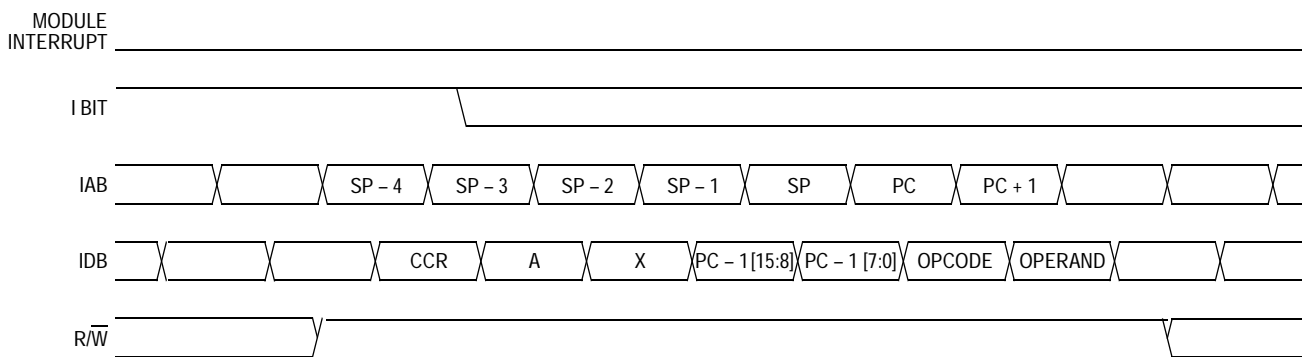 MODULE
INTERRUPT
I BIT
IAB SP – 4 SP – 3 SP – 2 SP – 1 SP PC PC + 1
IDB CCR A X PC – 1 [15:8] PC – 1 [7:0] OPCODE OPERAND
R/W̅